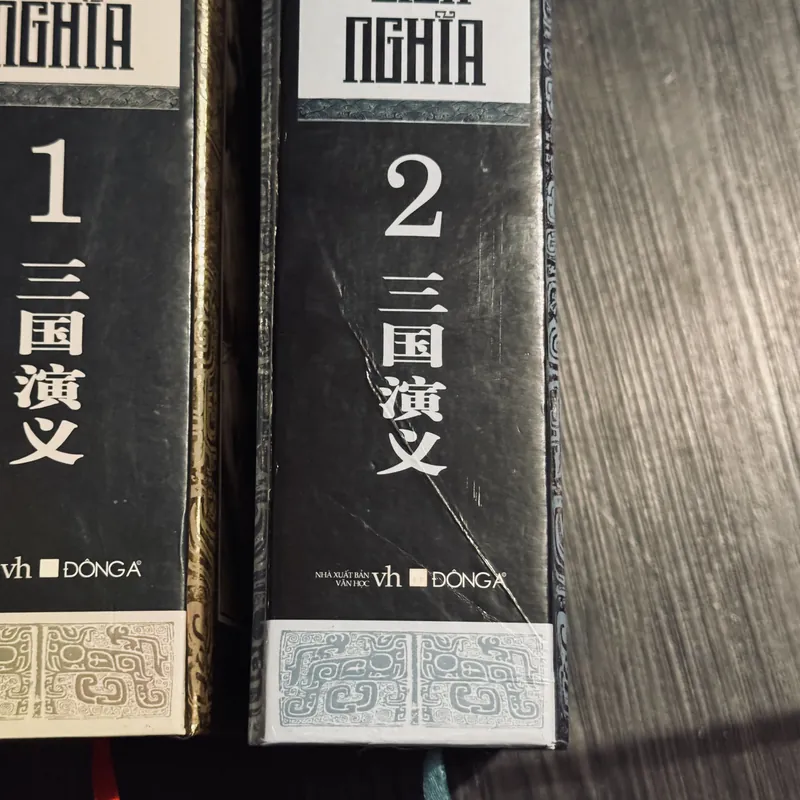 NGHĨA
1
三国演义
vh ĐÔNG A
NGHĨA
2
三国演义
NHÀ XUẤT BẢN
VĂN HỌC
vh ĐÔNG A